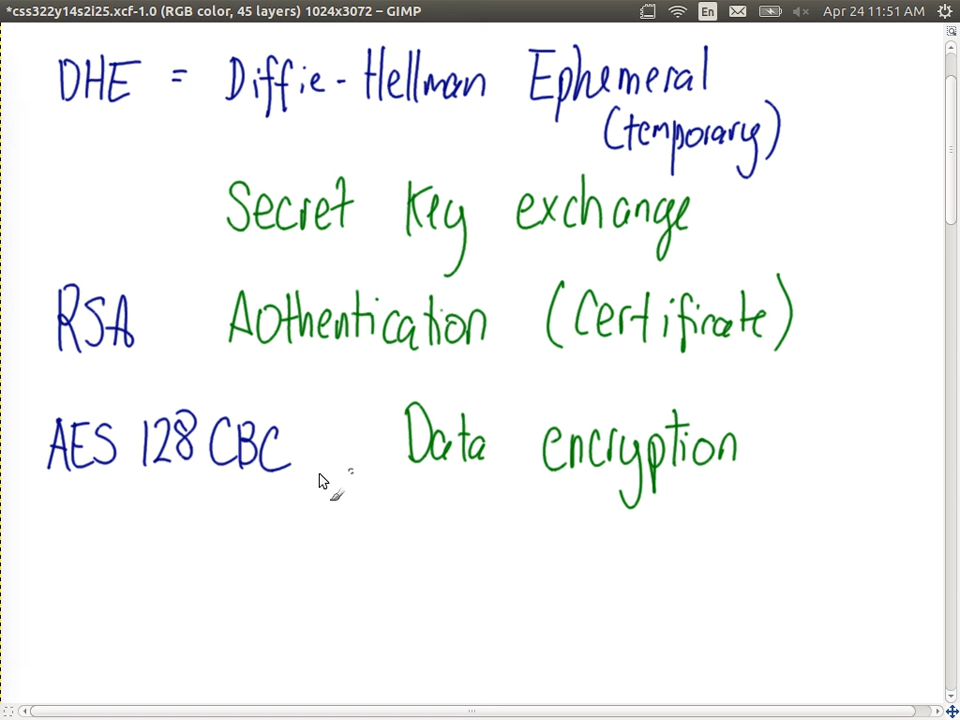 *css322y14s2i25.xcf-1.0 (RGB color, 45 layers) 1024x3072 – GIMP
En
Apr 24 11:51 AM
DHE = Diffie-Hellman Ephemeral
(temporary)
Secret Key exchange
RSA Authentication (Certificate)
AES 128 CBC Data encryption